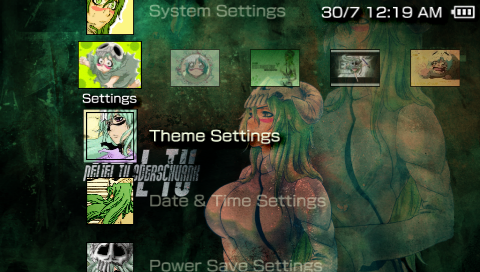 System Settings
30/7 12:19 AM
Settings
Theme Settings
NELIEL TU ODERSCHVANK
Date & Time Settings
Power Save Settings